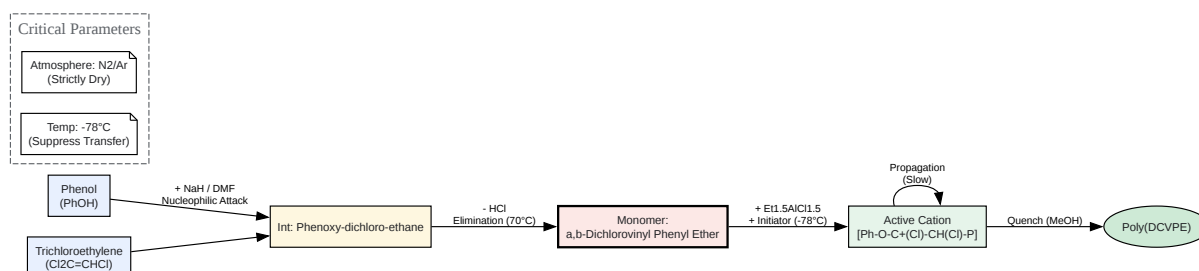 Critical Parameters
Atmosphere: N2/Ar
(Strictly Dry)
Temp: -78°C
(Suppress Transfer)
Phenol
(PhOH)
Trichloroethylene
(Cl2C=CHCl)
+ NaH / DMF
Nucleophilic Attack
Int: Phenoxy-dichloro-ethane
- HCl
Elimination (70°C)
Monomer:
a,b-Dichlorovinyl Phenyl Ether
+ Et1.5AlCl1.5
+ Initiator (-78°C)
Propagation
(Slow)
Active Cation
[Ph-O-C+(Cl)-CH(Cl)-P]
Quench (MeOH)
Poly(DCVPE)